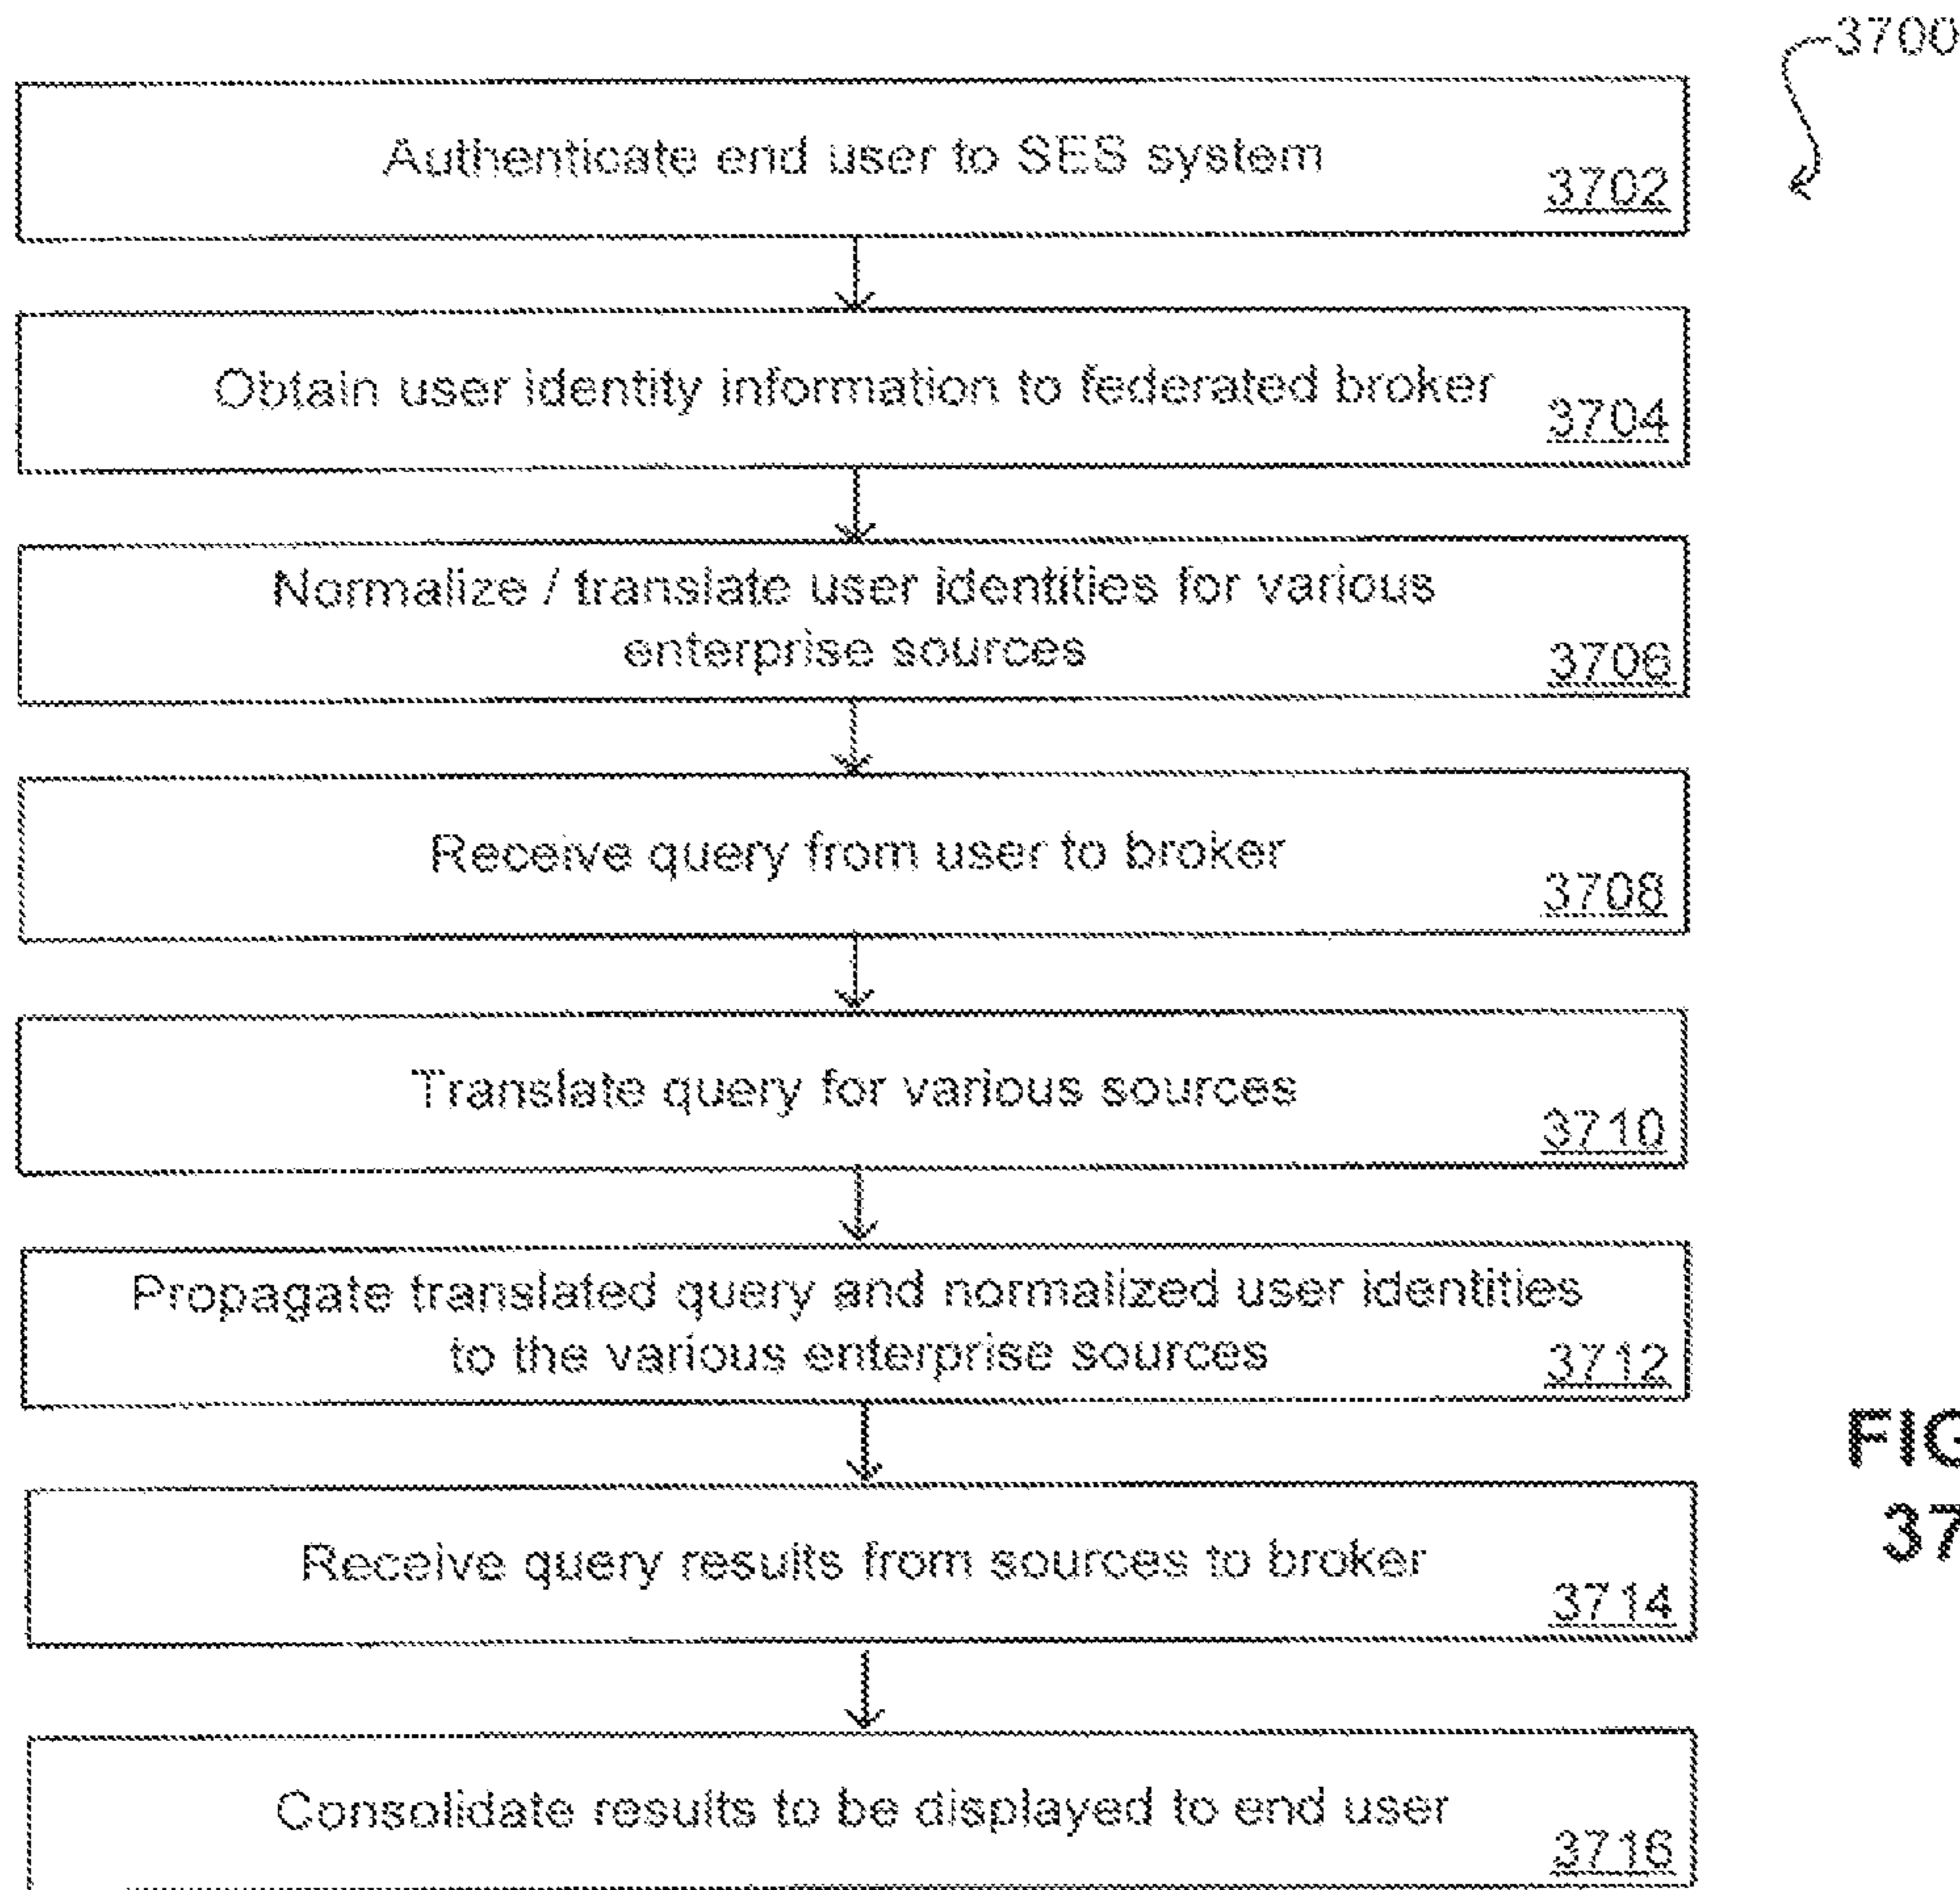 3700
Authenticate end user to SES system
3702
Obtain user identity information to federated broker
3704
Normalize / translate user identities for various
enterprise sources
3706
Receive query from user to broker
3708
Translate query for various sources
3710
Propagate translated query and normalized user identities
to the various enterprise sources
3712
FIG
37
Receive query results from sources to broker
3714
Consolidate results to be displayed to end user
3716